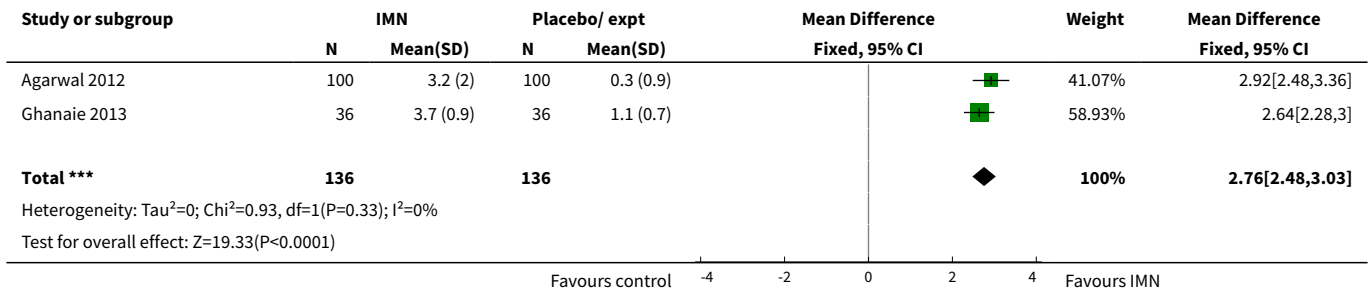 Study or subgroup IMN Placebo/ expt Mean Difference Weight Mean Difference
N Mean(SD) N Mean(SD) Fixed, 95% CI Fixed, 95% CI
Agarwal 2012 100 3.2 (2) 100 0.3 (0.9) 41.07% 2.92[2.48,3.36]
Ghanaie 2013 36 3.7 (0.9) 36 1.1 (0.7) 58.93% 2.64[2.28,3]
Total *** 136 136 100% 2.76[2.48,3.03]
Heterogeneity: Tau²=0; Chi²=0.93, df=1(P=0.33); I²=0%
Test for overall effect: Z=19.33(P<0.0001)
Favours control -4 -2 0 2 4 Favours IMN